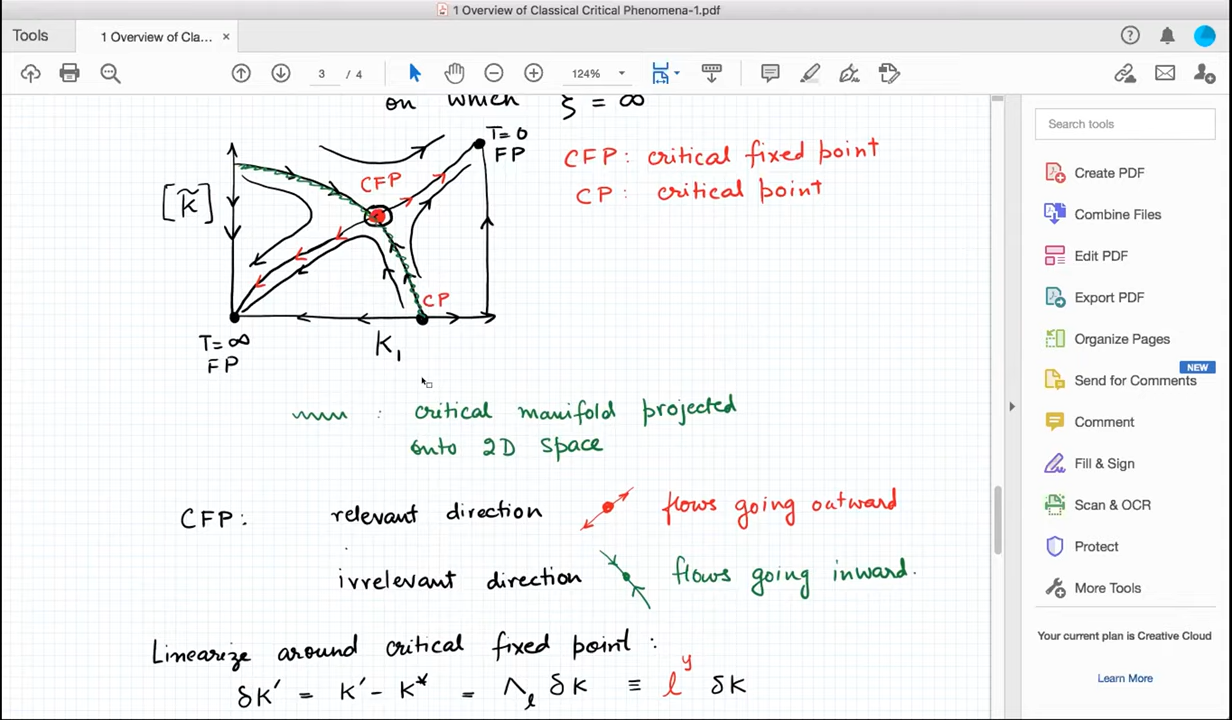 1 Overview of Classical Critical Phenomena-1.pdf
Tools
1 Overview of Cla... ×
3 / 4
124%
on which ξ = ∞
T=0
FP
CFP: critical fixed point
CP: critical point
CFP
[K̃]
CP
T=∞
FP
K₁
: critical manifold projected
onto 2D space
CFP: relevant direction flows going outward
irrelevant direction flows going inward.
Linearize around critical fixed point:
δK' = K' - K* = Λ_l δK ≡ l^y δK
Search tools
Create PDF
Combine Files
Edit PDF
Export PDF
Organize Pages
NEW
Send for Comments
Comment
Fill & Sign
Scan & OCR
Protect
More Tools
Your current plan is Creative Cloud
Learn More